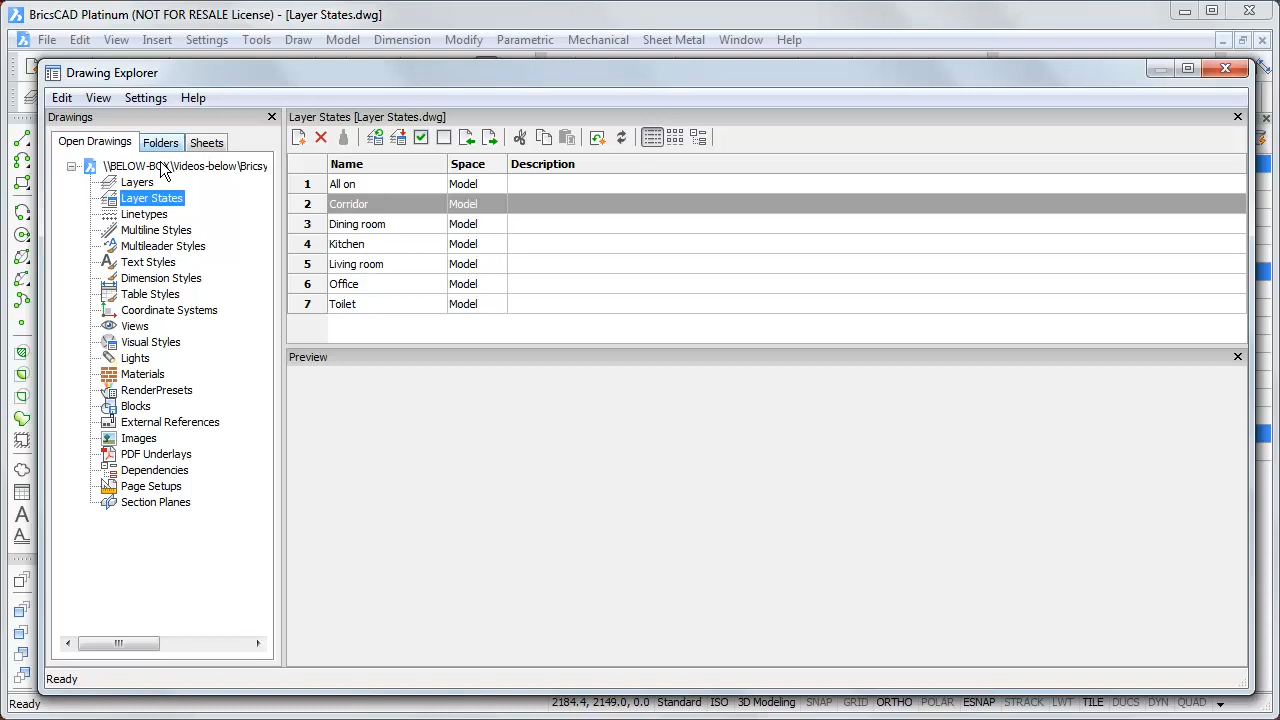 BricsCAD Platinum (NOT FOR RESALE License) - [Layer States.dwg]
File Edit View Insert Settings Tools Draw Model Dimension Modify Parametric Mechanical Sheet Metal Window Help
Drawing Explorer
Edit View Settings Help
Drawings
Open Drawings Folders Sheets
\\BELOW-BOX\Videos-below\Bricsy
Layers
Layer States
Linetypes
Multiline Styles
Multileader Styles
Text Styles
Dimension Styles
Table Styles
Coordinate Systems
Views
Visual Styles
Lights
Materials
RenderPresets
Blocks
External References
Images
PDF Underlays
Dependencies
Page Setups
Section Planes
Layer States [Layer States.dwg]
Name Space Description
1 All on Model
2 Corridor Model
3 Dining room Model
4 Kitchen Model
5 Living room Model
6 Office Model
7 Toilet Model
Preview
Ready
Ready 2184.4, 2149.0, 0.0 Standard ISO 3D Modeling SNAP GRID ORTHO POLAR ESNAP STRACK LWT TILE DUCS DYN QUAD